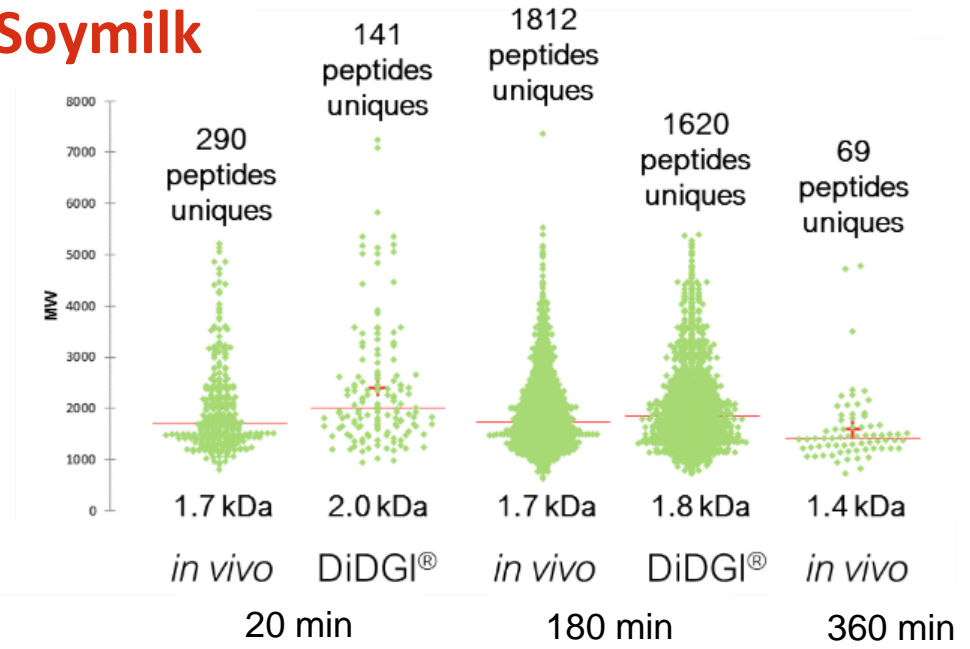 Soymilk
141
peptides
uniques
1812
peptides
uniques
290
peptides
uniques
1620
peptides
uniques
69
peptides
uniques
8000
7000
6000
5000
4000
3000
2000
1000
0
MW
1.7 kDa 2.0 kDa 1.7 kDa 1.8 kDa 1.4 kDa
in vivo DiDGI® in vivo DiDGI® in vivo
20 min 180 min 360 min